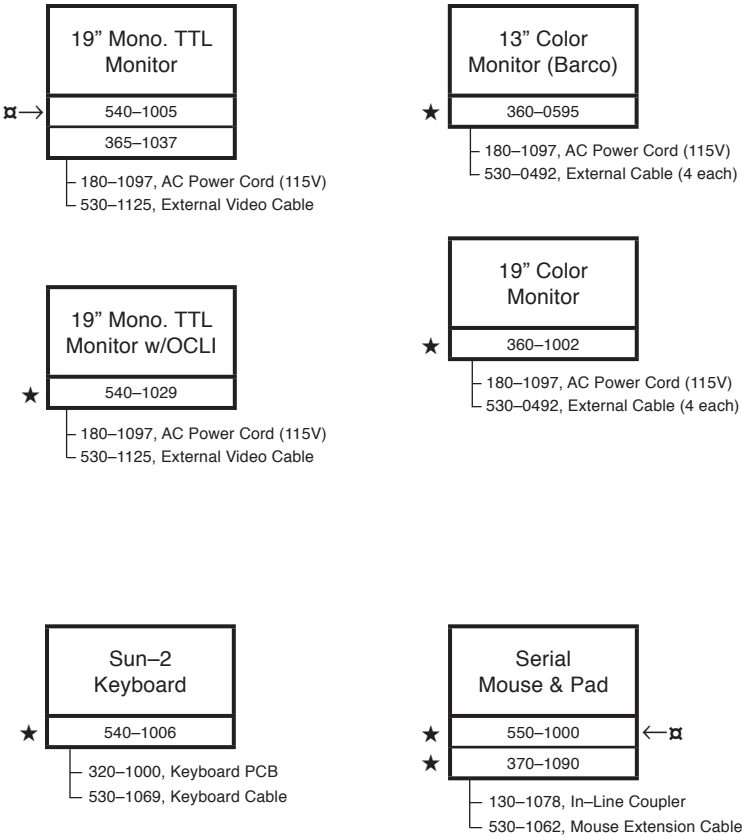 19” Mono. TTL
Monitor
¤→ 540–1005
365–1037
180–1097, AC Power Cord (115V)
530–1125, External Video Cable
13” Color
Monitor (Barco)
★ 360–0595
180–1097, AC Power Cord (115V)
530–0492, External Cable (4 each)
19” Mono. TTL
Monitor w/OCLI
★ 540–1029
180–1097, AC Power Cord (115V)
530–1125, External Video Cable
19” Color
Monitor
★ 360–1002
180–1097, AC Power Cord (115V)
530–0492, External Cable (4 each)
Sun–2
Keyboard
★ 540–1006
320–1000, Keyboard PCB
530–1069, Keyboard Cable
Serial
Mouse & Pad
★ 550–1000 ←¤
★ 370–1090
130–1078, In–Line Coupler
530–1062, Mouse Extension Cable